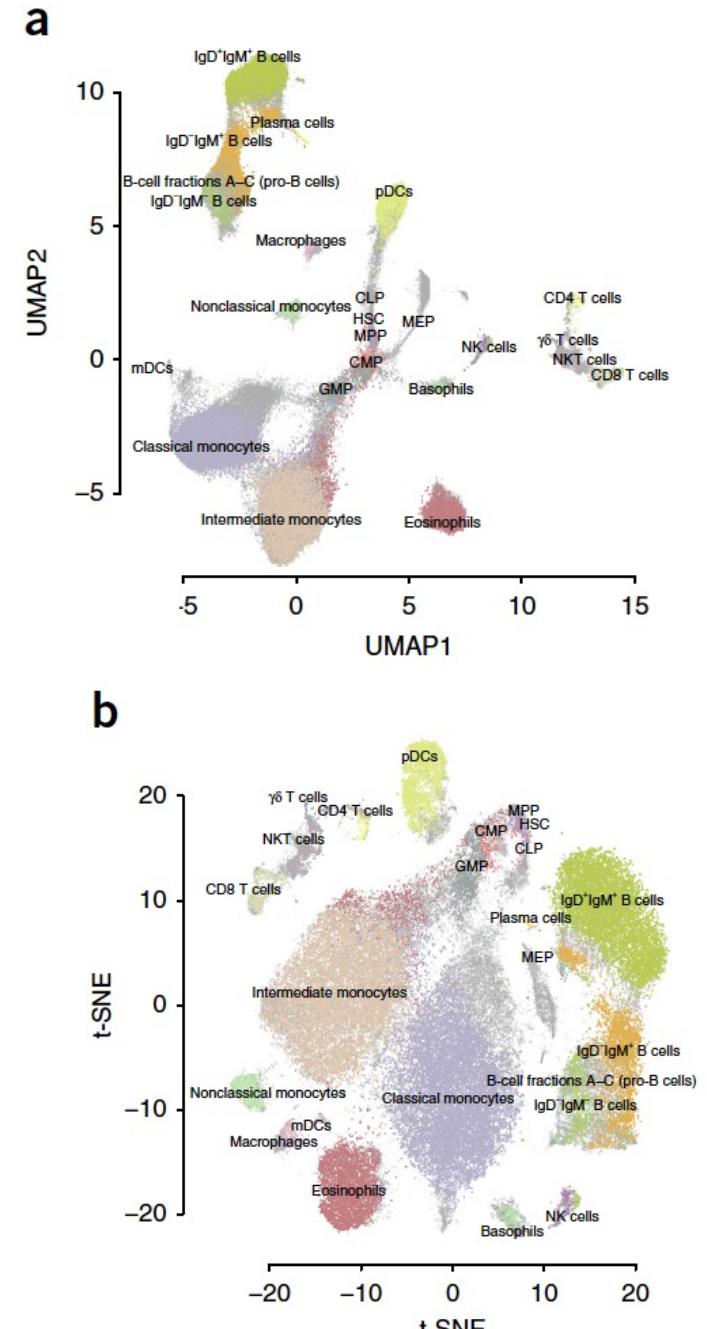 a
IgD⁺IgM⁺ B cells
10
Plasma cells
IgD⁻IgM⁺ B cells
B-cell fractions A–C (pro-B cells)
IgD⁻IgM⁻ B cells
pDCs
5
Macrophages
UMAP2
CLP
CD4 T cells
Nonclassical monocytes
HSC
MEP
MPP
γδ T cells
NK cells
0
CMP
NKT cells
mDCs
CD8 T cells
GMP
Basophils
Classical monocytes
–5
Intermediate monocytes
Eosinophils
-5 0 5 10 15
UMAP1
b
pDCs
20
γδ T cells
CD4 T cells
MPP
HSC
CMP
NKT cells
CLP
GMP
CD8 T cells
10
IgD⁺IgM⁺ B cells
Plasma cells
MEP
t-SNE
Intermediate monocytes
0
IgD⁻IgM⁺ B cells
B-cell fractions A–C (pro-B cells)
Nonclassical monocytes
Classical monocytes
IgD⁻IgM⁻ B cells
–10
mDCs
Macrophages
Eosinophils
–20
NK cells
Basophils
–20 –10 0 10 20
t-SNE